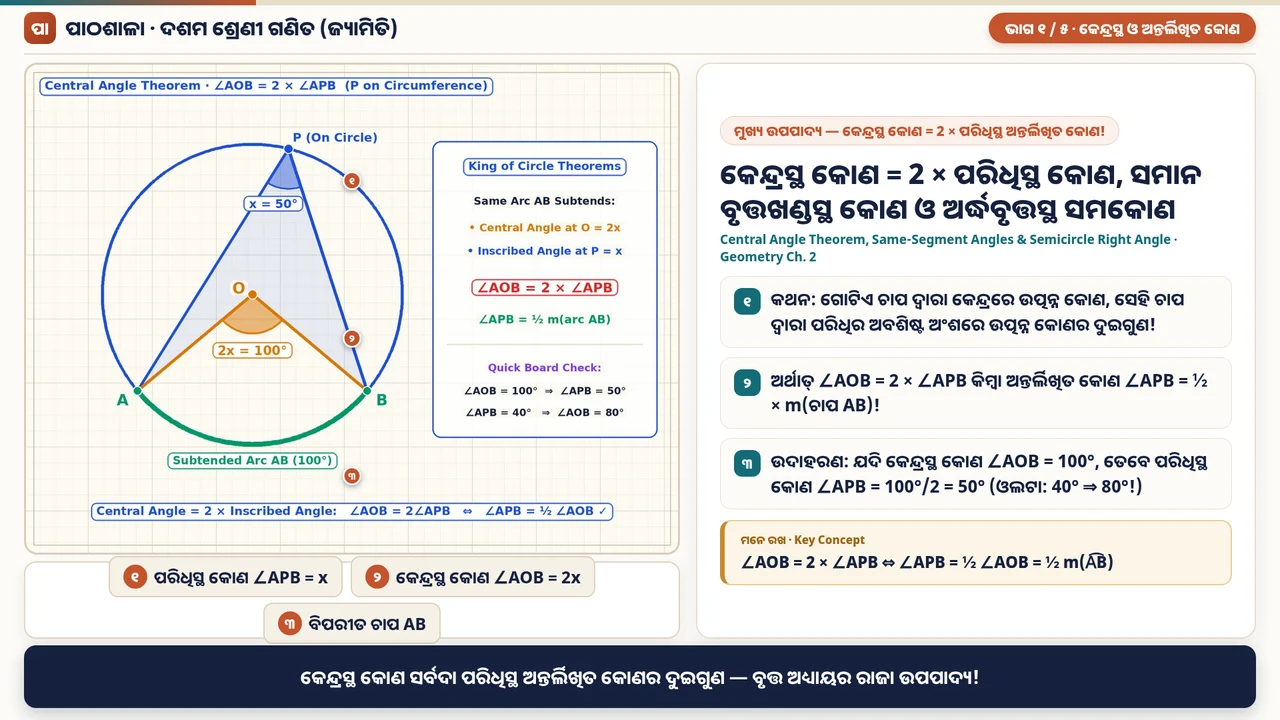 ପା ପାଠଶାଳା · ଦଶମ ଶ୍ରେଣୀ ଗଣିତ (ଜ୍ୟାମିତି)
ଭାଗ ୧ / ୫ · କେନ୍ଦ୍ରସ୍ଥ ଓ ଅନ୍ତର୍ଲିଖିତ କୋଣ
Central Angle Theorem · ∠AOB = 2 × ∠APB (P on Circumference)
P (On Circle)
୧
x = 50°
O
୨
2x = 100°
A
B
Subtended Arc AB (100°)
୩
King of Circle Theorems
Same Arc AB Subtends:
• Central Angle at O = 2x
• Inscribed Angle at P = x
∠AOB = 2 × ∠APB
∠APB = ½ m(arc AB)
Quick Board Check:
∠AOB = 100° ⇒ ∠APB = 50°
∠APB = 40° ⇒ ∠AOB = 80°
Central Angle = 2 × Inscribed Angle: ∠AOB = 2∠APB ⇔ ∠APB = ½ ∠AOB ✓
୧ ପରିଧିସ୍ଥ କୋଣ ∠APB = x
୨ କେନ୍ଦ୍ରସ୍ଥ କୋଣ ∠AOB = 2x
୩ ବିପରୀତ ଚାପ AB
ମୁଖ୍ୟ ଉପପାଦ୍ୟ — କେନ୍ଦ୍ରସ୍ଥ କୋଣ = 2 × ପରିଧିସ୍ଥ ଅନ୍ତର୍ଲିଖିତ କୋଣ!
କେନ୍ଦ୍ରସ୍ଥ କୋଣ = 2 × ପରିଧିସ୍ଥ କୋଣ, ସମାନ
ବୃତ୍ତଖଣ୍ଡସ୍ଥ କୋଣ ଓ ଅର୍ଦ୍ଧବୃତ୍ତସ୍ଥ ସମକୋଣ
Central Angle Theorem, Same-Segment Angles & Semicircle Right Angle ·
Geometry Ch. 2
୧ କଥନ: ଗୋଟିଏ ଚାପ ଦ୍ୱାରା କେନ୍ଦ୍ରରେ ଉତ୍ପନ୍ନ କୋଣ, ସେହି ଚାପ
ଦ୍ୱାରା ପରିଧିର ଅବଶିଷ୍ଟ ଅଂଶରେ ଉତ୍ପନ୍ନ କୋଣର ଦୁଇଗୁଣ!
୨ ଅର୍ଥାତ୍ ∠AOB = 2 × ∠APB କିମ୍ବା ଅନ୍ତର୍ଲିଖିତ କୋଣ ∠APB = ½
× m(ଚାପ AB)!
୩ ଉଦାହରଣ: ଯଦି କେନ୍ଦ୍ରସ୍ଥ କୋଣ ∠AOB = 100°, ତେବେ ପରିଧିସ୍ଥ
କୋଣ ∠APB = 100°/2 = 50° (ଓଲଟା: 40° ⇒ 80°!)
ମନେ ରଖ · Key Concept
∠AOB = 2 × ∠APB ⇔ ∠APB = ½ ∠AOB = ½ m(A͡B)
କେନ୍ଦ୍ରସ୍ଥ କୋଣ ସର୍ବଦା ପରିଧିସ୍ଥ ଅନ୍ତର୍ଲିଖିତ କୋଣର ଦୁଇଗୁଣ — ବୃତ୍ତ ଅଧ୍ୟାୟର ରାଜା ଉପପାଦ୍ୟ!